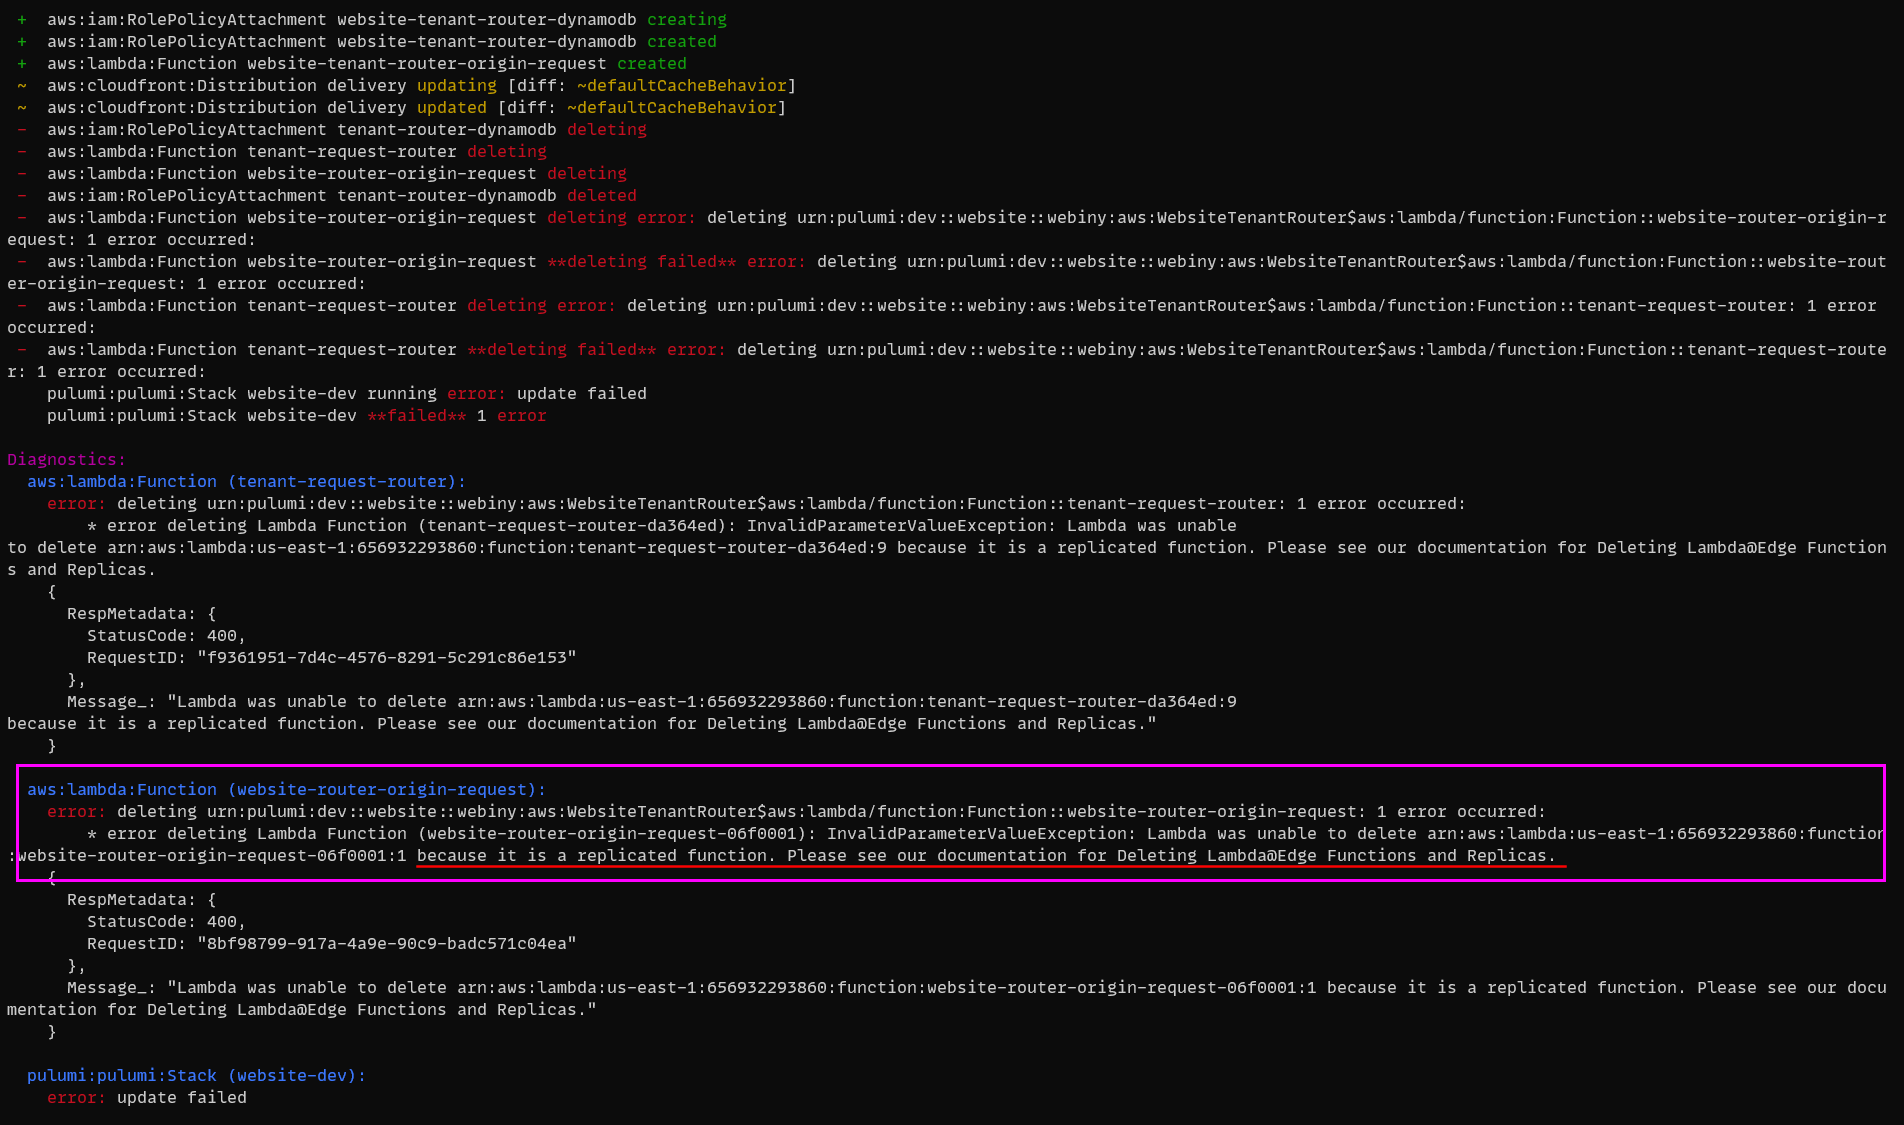 +  aws:iam:RolePolicyAttachment website-tenant-router-dynamodb creating
+  aws:iam:RolePolicyAttachment website-tenant-router-dynamodb created
+  aws:lambda:Function website-tenant-router-origin-request created
~  aws:cloudfront:Distribution delivery updating [diff: ~defaultCacheBehavior]
~  aws:cloudfront:Distribution delivery updated [diff: ~defaultCacheBehavior]
-  aws:iam:RolePolicyAttachment tenant-router-dynamodb deleting
-  aws:lambda:Function tenant-request-router deleting
-  aws:lambda:Function website-router-origin-request deleting
-  aws:iam:RolePolicyAttachment tenant-router-dynamodb deleted
-  aws:lambda:Function website-router-origin-request deleting error: deleting urn:pulumi:dev::website::webiny:aws:WebsiteTenantRouter$aws:lambda/function:Function::website-router-origin-r
equest: 1 error occurred:
-  aws:lambda:Function website-router-origin-request **deleting failed** error: deleting urn:pulumi:dev::website::webiny:aws:WebsiteTenantRouter$aws:lambda/function:Function::website-rout
er-origin-request: 1 error occurred:
-  aws:lambda:Function tenant-request-router deleting error: deleting urn:pulumi:dev::website::webiny:aws:WebsiteTenantRouter$aws:lambda/function:Function::tenant-request-router: 1 error
occurred:
-  aws:lambda:Function tenant-request-router **deleting failed** error: deleting urn:pulumi:dev::website::webiny:aws:WebsiteTenantRouter$aws:lambda/function:Function::tenant-request-route
r: 1 error occurred:
pulumi:pulumi:Stack website-dev running error: update failed
pulumi:pulumi:Stack website-dev **failed** 1 error
Diagnostics:
aws:lambda:Function (tenant-request-router):
error: deleting urn:pulumi:dev::website::webiny:aws:WebsiteTenantRouter$aws:lambda/function:Function::tenant-request-router: 1 error occurred:
* error deleting Lambda Function (tenant-request-router-da364ed): InvalidParameterValueException: Lambda was unable
to delete arn:aws:lambda:us-east-1:656932293860:function:tenant-request-router-da364ed:9 because it is a replicated function. Please see our documentation for Deleting Lambda@Edge Function
s and Replicas.
{
RespMetadata: {
StatusCode: 400,
RequestID: "f9361951-7d4c-4576-8291-5c291c86e153"
},
Message_: "Lambda was unable to delete arn:aws:lambda:us-east-1:656932293860:function:tenant-request-router-da364ed:9
because it is a replicated function. Please see our documentation for Deleting Lambda@Edge Functions and Replicas."
}
aws:lambda:Function (website-router-origin-request):
error: deleting urn:pulumi:dev::website::webiny:aws:WebsiteTenantRouter$aws:lambda/function:Function::website-router-origin-request: 1 error occurred:
* error deleting Lambda Function (website-router-origin-request-06f0001): InvalidParameterValueException: Lambda was unable to delete arn:aws:lambda:us-east-1:656932293860:function
:website-router-origin-request-06f0001:1 because it is a replicated function. Please see our documentation for Deleting Lambda@Edge Functions and Replicas.
{
RespMetadata: {
StatusCode: 400,
RequestID: "8bf98799-917a-4a9e-90c9-badc571c04ea"
},
Message_: "Lambda was unable to delete arn:aws:lambda:us-east-1:656932293860:function:website-router-origin-request-06f0001:1 because it is a replicated function. Please see our docu
mentation for Deleting Lambda@Edge Functions and Replicas."
}
pulumi:pulumi:Stack (website-dev):
error: update failed